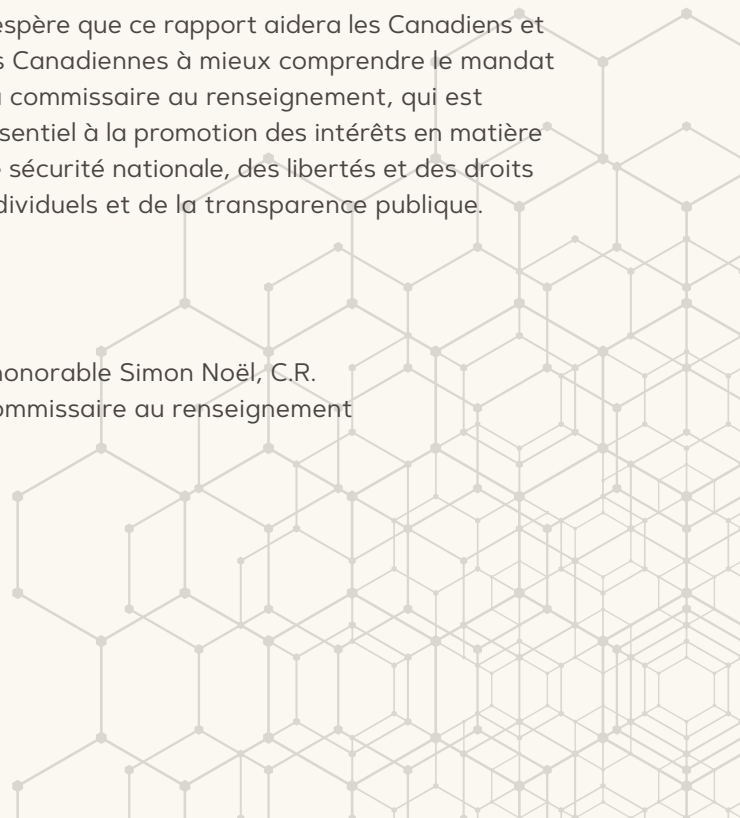 espère que ce rapport aidera les Canadiens et
s Canadiennes à mieux comprendre le mandat
commissaire au renseignement, qui est
sentiel à la promotion des intérêts en matière
sécurité nationale, des libertés et des droits
dividuels et de la transparence publique.
honorable Simon Noël, C.R.
ommissaire au renseignement